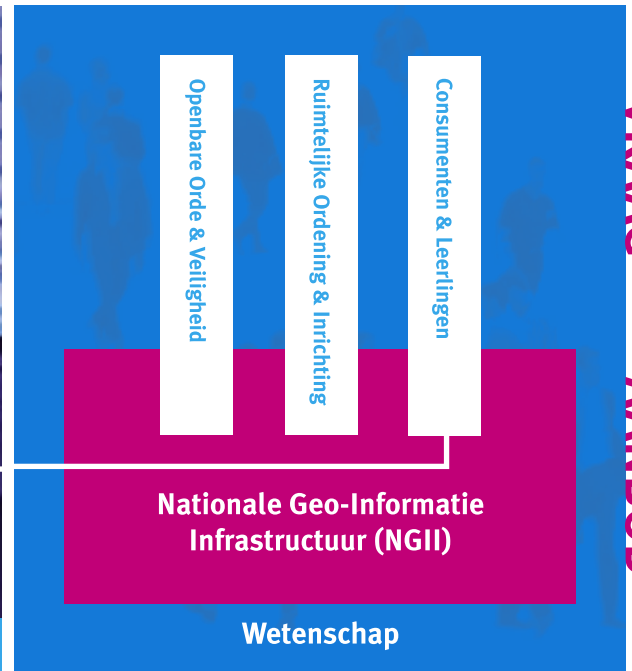 Openbare Orde & Veiligheid
Ruimtelijke Ordening & Inrichting
Consumenten & Leerlingen
Nationale Geo-Informatie
Infrastructuur (NGII)
Wetenschap